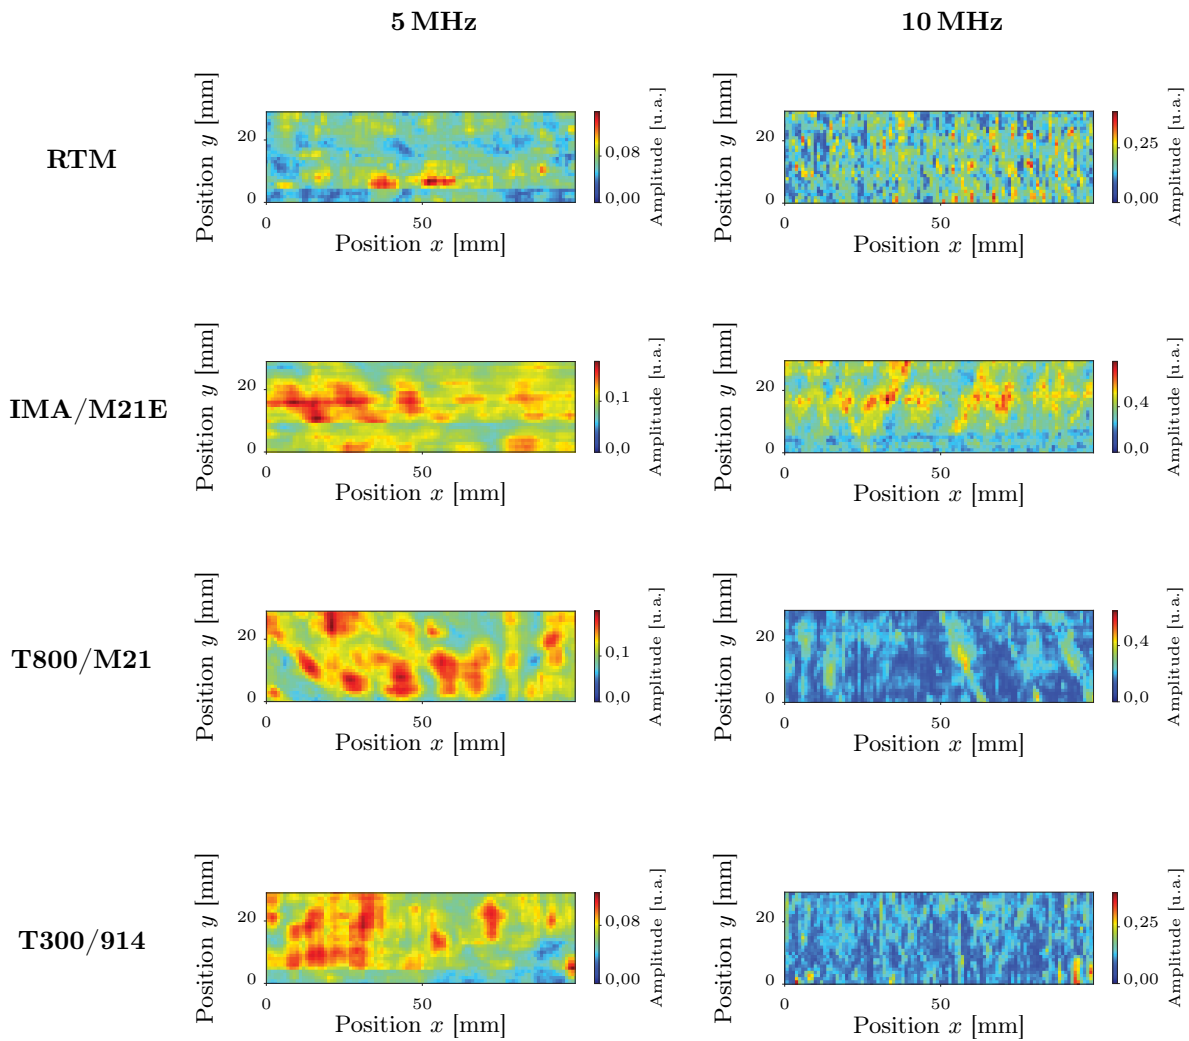 5 MHz
10 MHz
RTM
Position y [mm]
20
0
0
50
Position x [mm]
0,08
0,00
Amplitude [u.a.]
Position y [mm]
20
0
0
50
Position x [mm]
0,25
0,00
Amplitude [u.a.]
IMA/M21E
Position y [mm]
20
0
0
50
Position x [mm]
0,1
0,0
Amplitude [u.a.]
Position y [mm]
20
0
0
50
Position x [mm]
0,4
0,0
Amplitude [u.a.]
T800/M21
Position y [mm]
20
0
0
50
Position x [mm]
0,1
0,0
Amplitude [u.a.]
Position y [mm]
20
0
0
50
Position x [mm]
0,4
0,0
Amplitude [u.a.]
T300/914
Position y [mm]
20
0
0
50
Position x [mm]
0,08
0,00
Amplitude [u.a.]
Position y [mm]
20
0
0
50
Position x [mm]
0,25
0,00
Amplitude [u.a.]